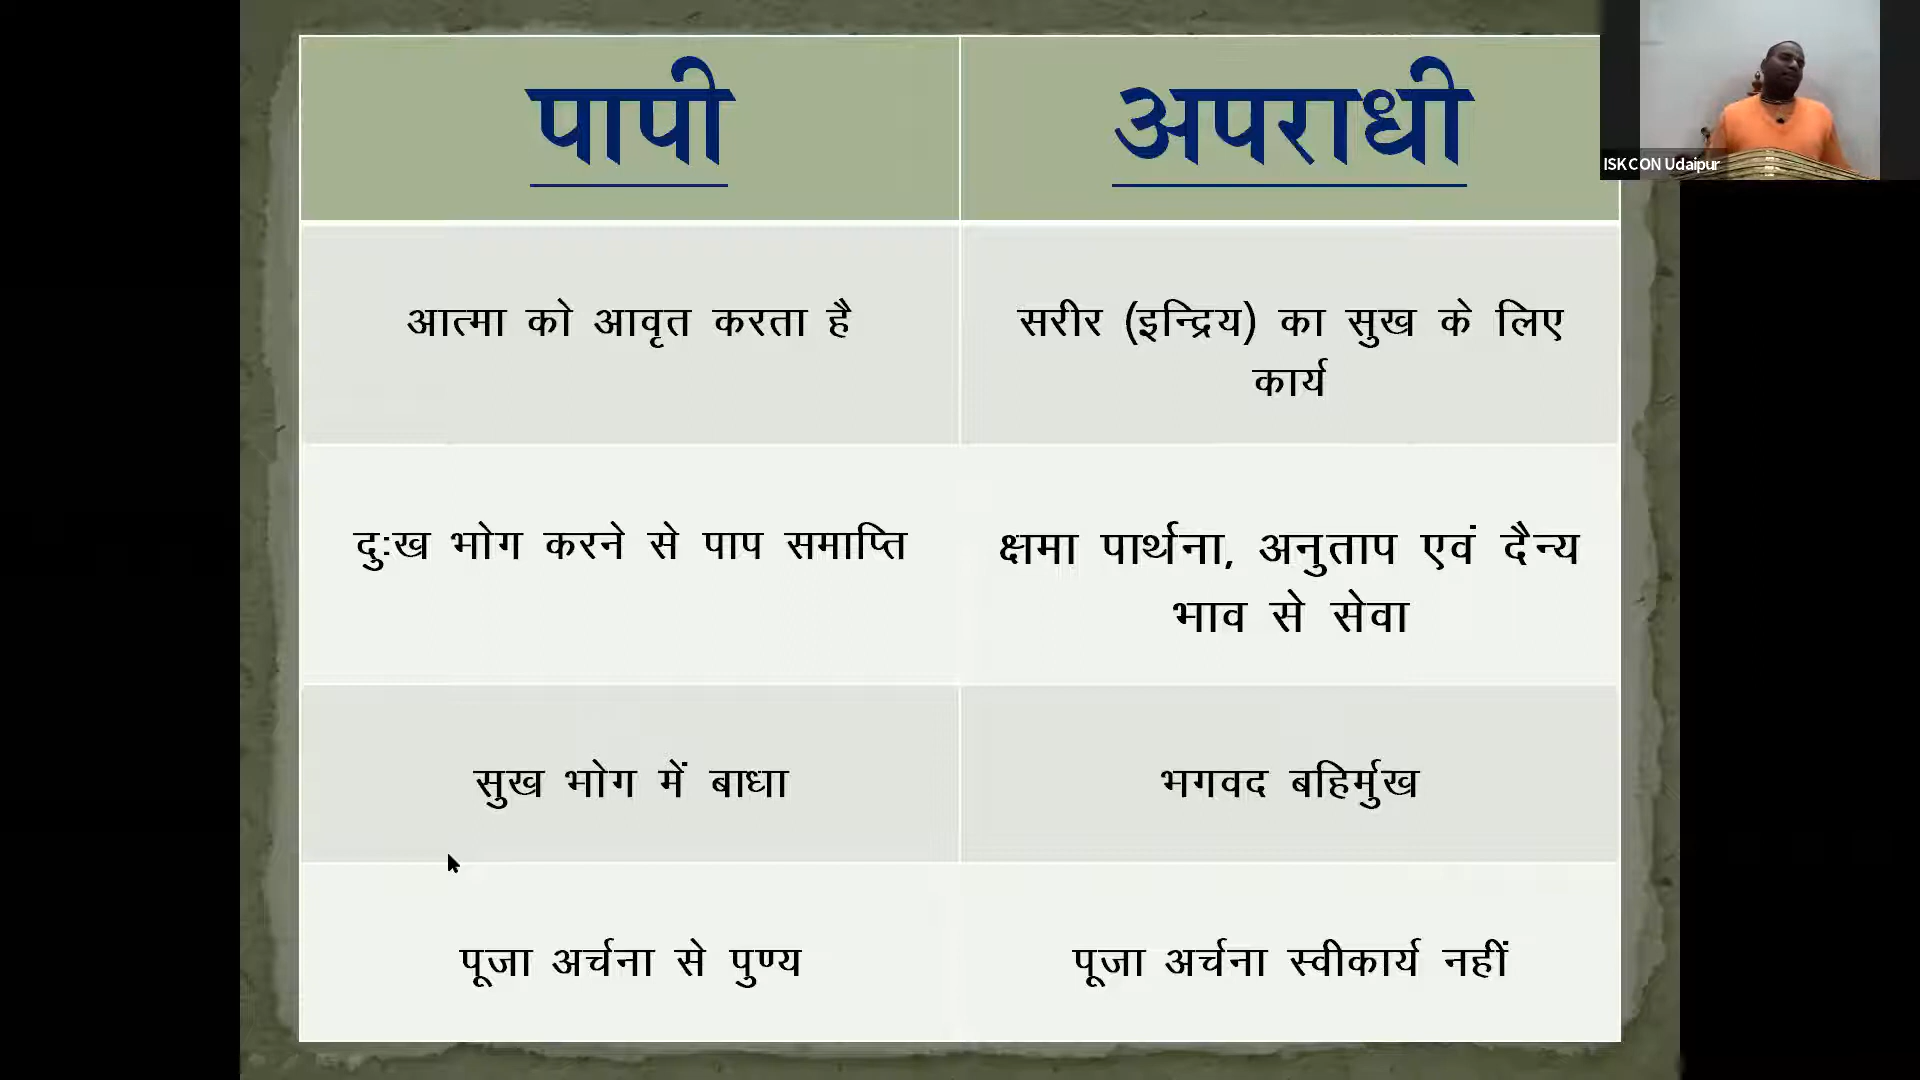 पापी
अपराधी
ISKCON Udaipur
आत्मा को आवृत करता है
सरीर (इन्द्रिय) का सुख के लिए
कार्य
दुःख भोग करने से पाप समाप्ति
क्षमा पार्थना, अनुताप एवं दैन्य
भाव से सेवा
सुख भोग में बाधा
भगवद बहिर्मुख
पूजा अर्चना से पुण्य
पूजा अर्चना स्वीकार्य नहीं